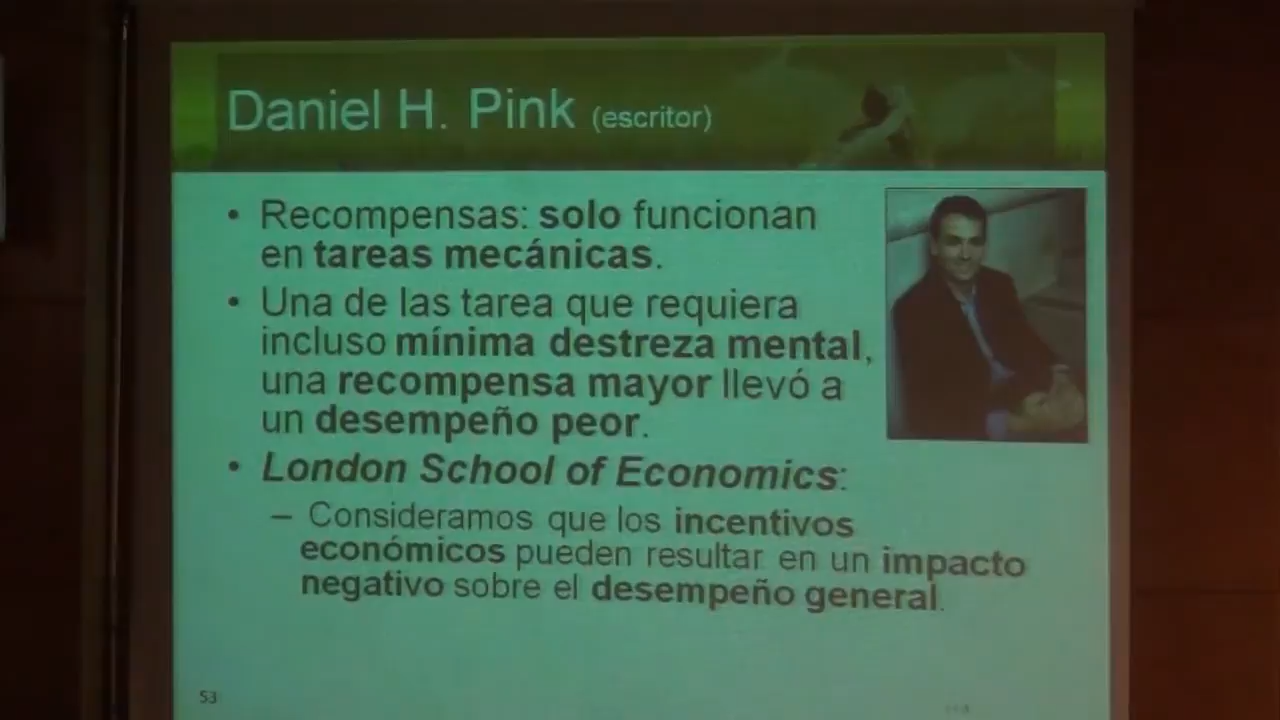 Daniel H. Pink (escritor)
• Recompensas: solo funcionan
en tareas mecánicas.
• Una de las tarea que requiera
incluso mínima destreza mental,
una recompensa mayor llevó a
un desempeño peor.
• London School of Economics:
– Consideramos que los incentivos
económicos pueden resultar en un impacto
negativo sobre el desempeño general.
53